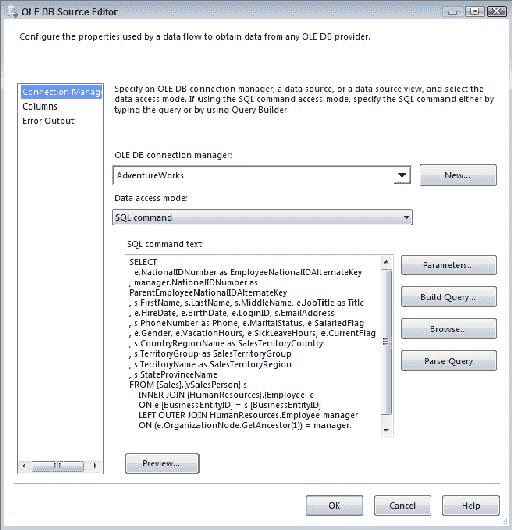 OLE DB Source Editor
Configure the properties used by a data flow to obtain data from any OLE DB provider.
Connection Manag
Columns
Error Output
Specify an OLE DB connection manager, a data source, or a data source view, and select the
data access mode. If using the SQL command access mode, specify the SQL command either by
typing the query or by using Query Builder
OLE DB connection manager:
AdventureWorks
New...
Data access mode:
SQL command
SQL command text:
SELECT
e.NationalIDNumber as EmployeeNationalIDAlternateKey
, manager.NationalIDNumber as
ParentEmployeeNationalIDAlternateKey
, s.FirstName, s.LastName, s.MiddleName, e.JobTitle as Title
, e.HireDate, e.BirthDate, e.LoginID, s.EmailAddress
, s.PhoneNumber as Phone, e.MaritalStatus, e.SalariedFlag
, e.Gender, e.VacationHours, e.SickLeaveHours, e.CurrentFlag
, s.CountryRegionName as SalesTerritoryCountry
, s.TerritoryGroup as SalesTerritoryGroup
, s.TerritoryName as SalesTerritoryRegion
, s.StateProvinceName
FROM [Sales].[vSalesPerson] s
INNER JOIN [HumanResources].[Employee] e
ON e.[BusinessEntityID] = s.[BusinessEntityID]
LEFT OUTER JOIN HumanResources.Employee manager
ON (e.OrganizationNode.GetAncestor(1)) = manager.
Parameters...
Build Query...
Browse...
Parse Query
Preview...
OK
Cancel
Help